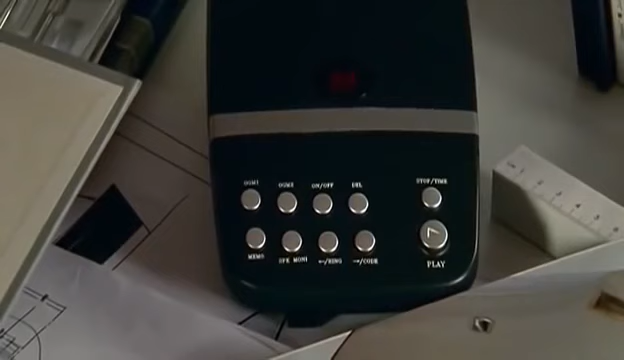 OGM1 OGM2 ON/OFF DEL STOP/TIME
MEMO SPK MONI ←/RING →/CODE PLAY